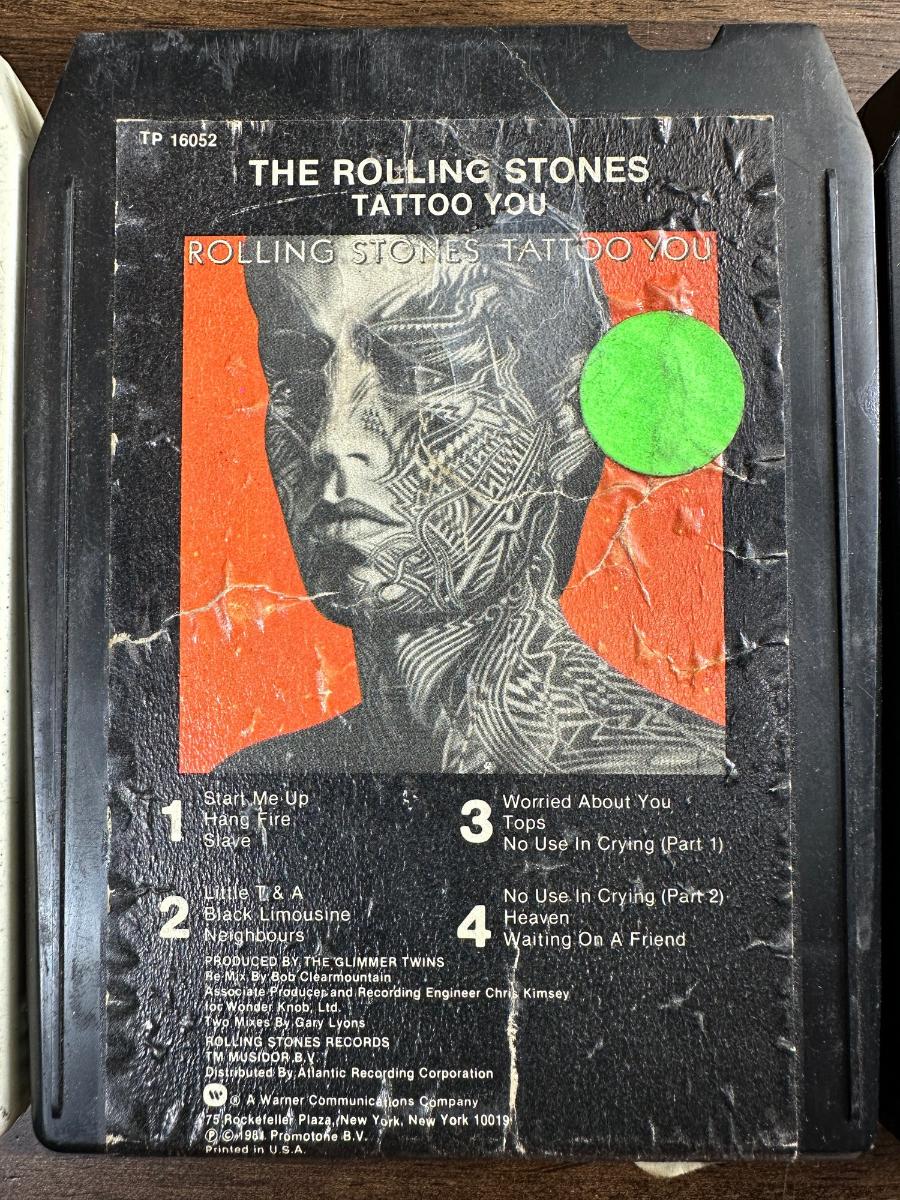 TP 16052
THE ROLLING STONES
TATTOO YOU
ROLLING STONES TATTOO YOU
1 Start Me Up
Hang Fire
Slave
2 Little T & A
Black Limousine
Neighbours
3 Worried About You
Tops
No Use In Crying (Part 1)
4 No Use In Crying (Part 2)
Heaven
Waiting On A Friend
PRODUCED BY THE GLIMMER TWINS
Re-Mix By Bob Clearmountain
Associate Producer and Recording Engineer Chris Kimsey
for Wonder Knob, Ltd.
Two Mixes By Gary Lyons
ROLLING STONES RECORDS
TM MUSIDOR B.V.
Distributed By Atlantic Recording Corporation
W ® A Warner Communications Company
75 Rockefeller Plaza, New York, New York 10019
Ⓟ © 1981 Promotone B.V.
Printed in U.S.A.